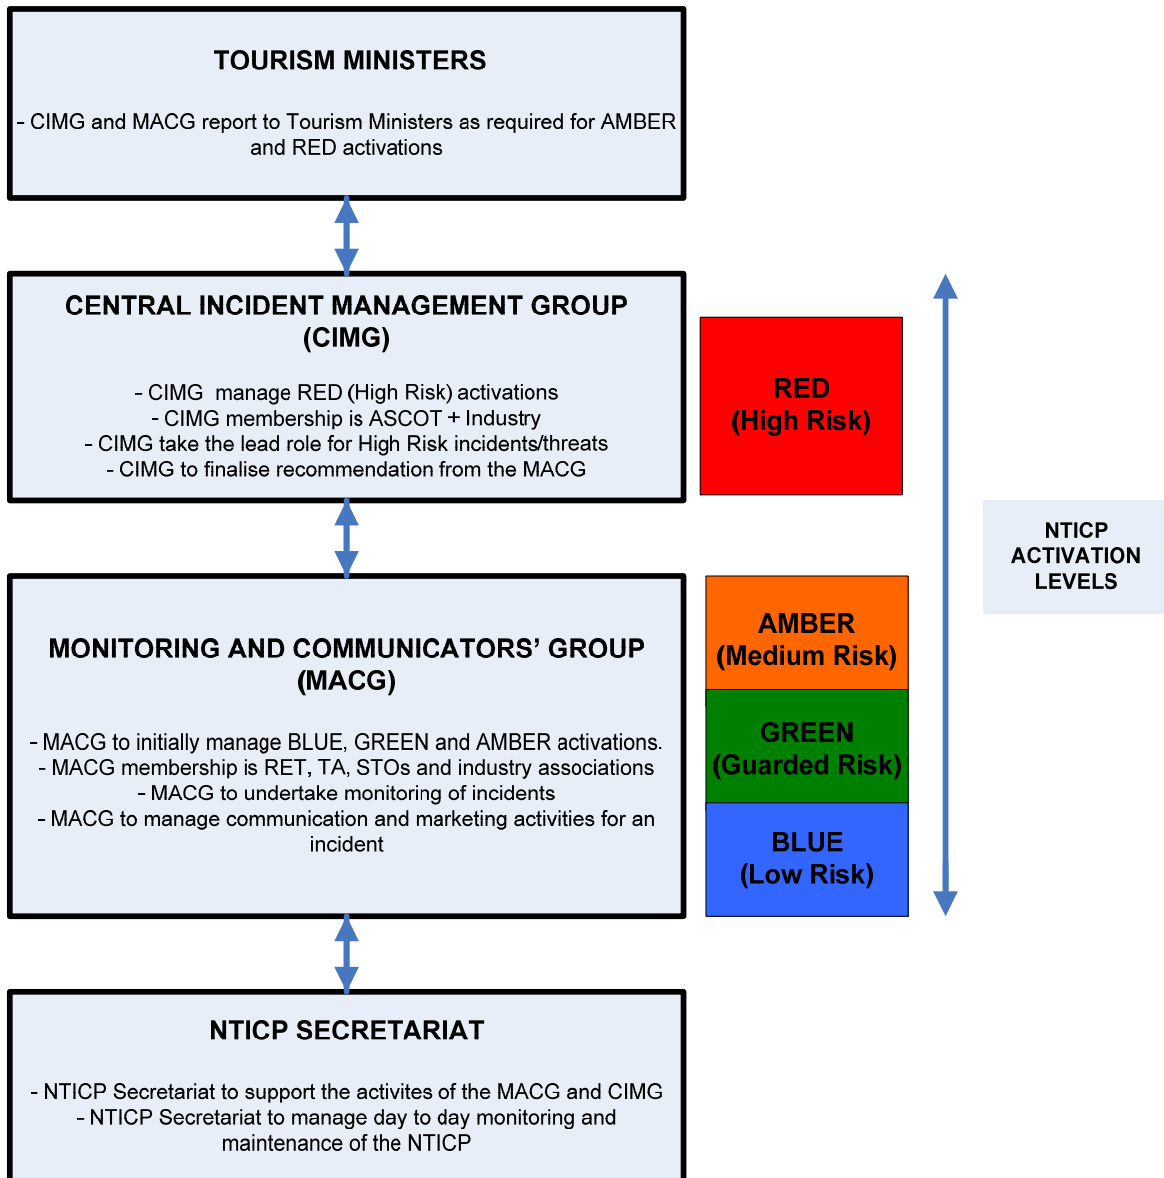 TOURISM MINISTERS
- CIMG and MACG report to Tourism Ministers as required for AMBER
and RED activations
CENTRAL INCIDENT MANAGEMENT GROUP
(CIMG)
- CIMG manage RED (High Risk) activations
- CIMG membership is ASCOT + Industry
- CIMG take the lead role for High Risk incidents/threats
- CIMG to finalise recommendation from the MACG
RED
(High Risk)
NTICP
ACTIVATION
LEVELS
MONITORING AND COMMUNICATORS’ GROUP
(MACG)
- MACG to initially manage BLUE, GREEN and AMBER activations.
- MACG membership is RET, TA, STOs and industry associations
- MACG to undertake monitoring of incidents
- MACG to manage communication and marketing activities for an
incident
AMBER
(Medium Risk)
GREEN
(Guarded Risk)
BLUE
(Low Risk)
NTICP SECRETARIAT
- NTICP Secretariat to support the activites of the MACG and CIMG
- NTICP Secretariat to manage day to day monitoring and
maintenance of the NTICP